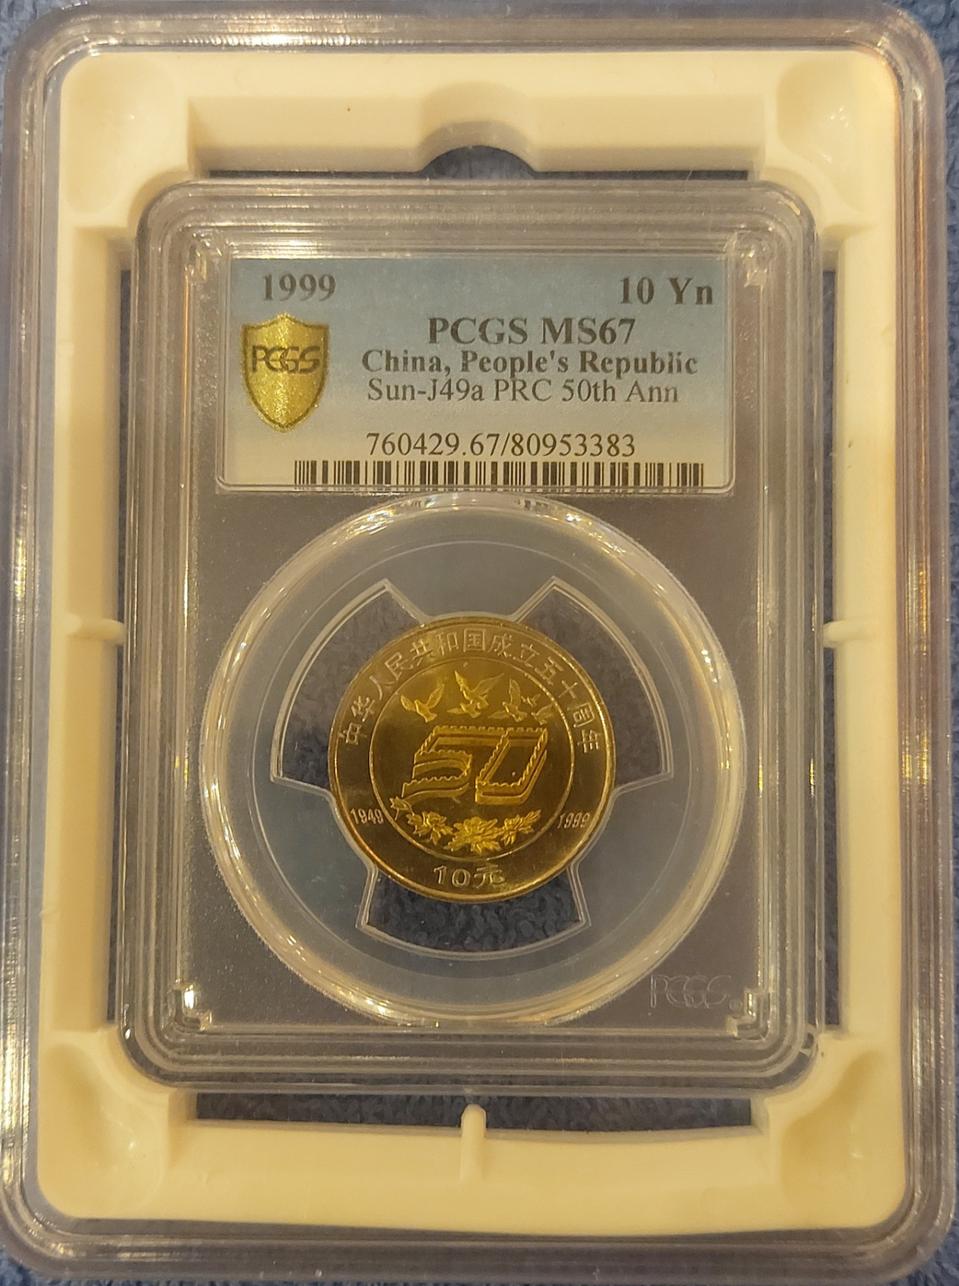 1999 10 Yn
PCGS MS67
PCGS
China, People's Republic
Sun-J49a PRC 50th Ann
760429.67/80953383
中华人民共和国成立五十周年
50
1949 1999
10元
PCGS